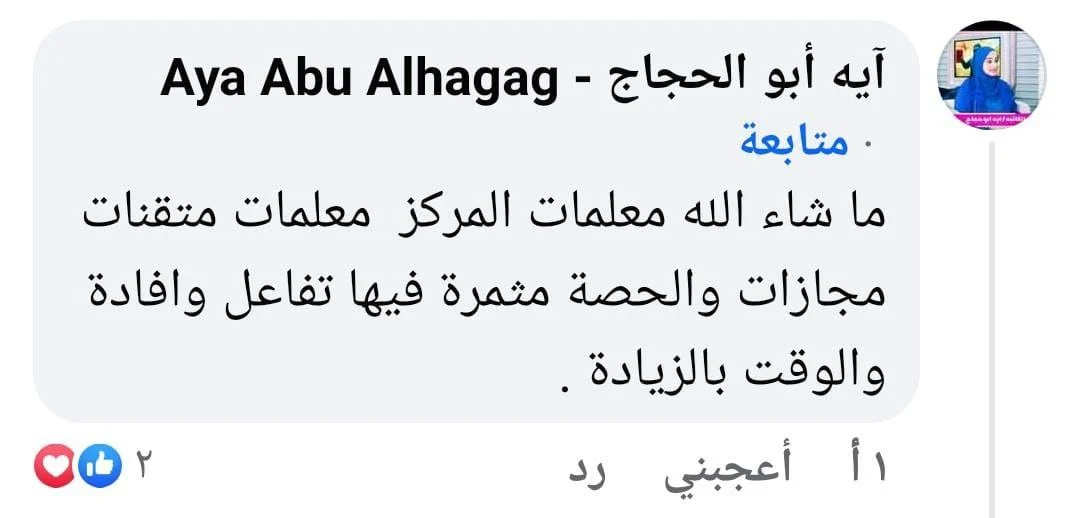 آيه أبو الحجاج - Aya Abu Alhagag
· متابعة
ما شاء الله معلمات المركز معلمات متقنات
مجازات والحصة مثمرة فيها تفاعل وافادة
والوقت بالزيادة .
١ أ أعجبني رد ٢